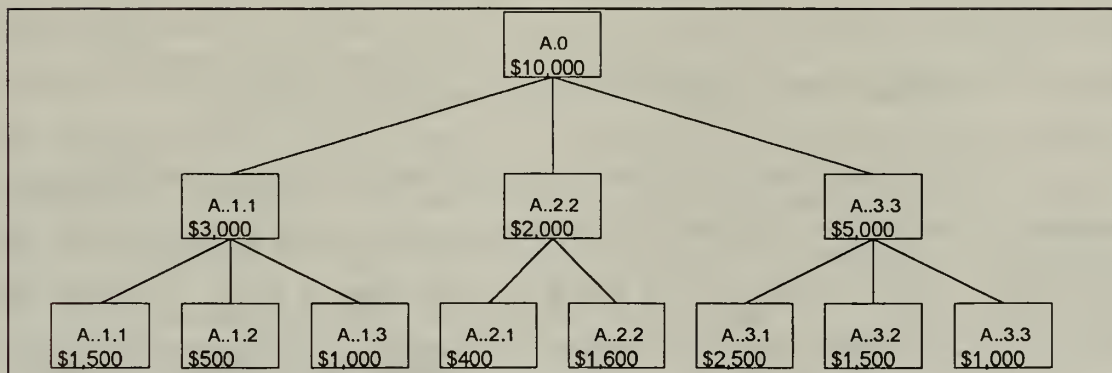 A.0
$10,000
A..1.1
$3,000
A..2.2
$2,000
A..3.3
$5,000
A..1.1
$1,500
A..1.2
$500
A..1.3
$1,000
A..2.1
$400
A..2.2
$1,600
A..3.1
$2,500
A..3.2
$1,500
A..3.3
$1,000